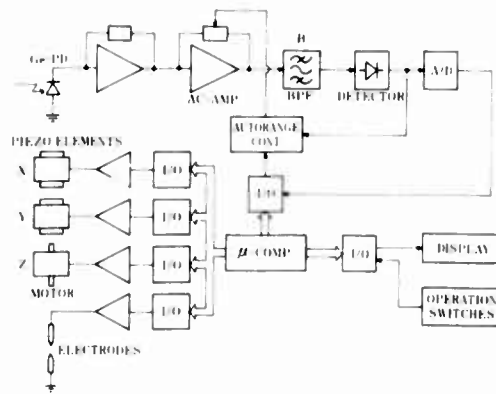 Ge PD
AC AMP
B
BPF
DETECTOR
A/D
AUTORANGE
CONT
PIEZO ELEMENTS
X
I/O
I/O
Y
I/O
Z
I/O
μ-COMP
I/O
DISPLAY
MOTOR
I/O
OPERATION
SWITCHES
ELECTRODES